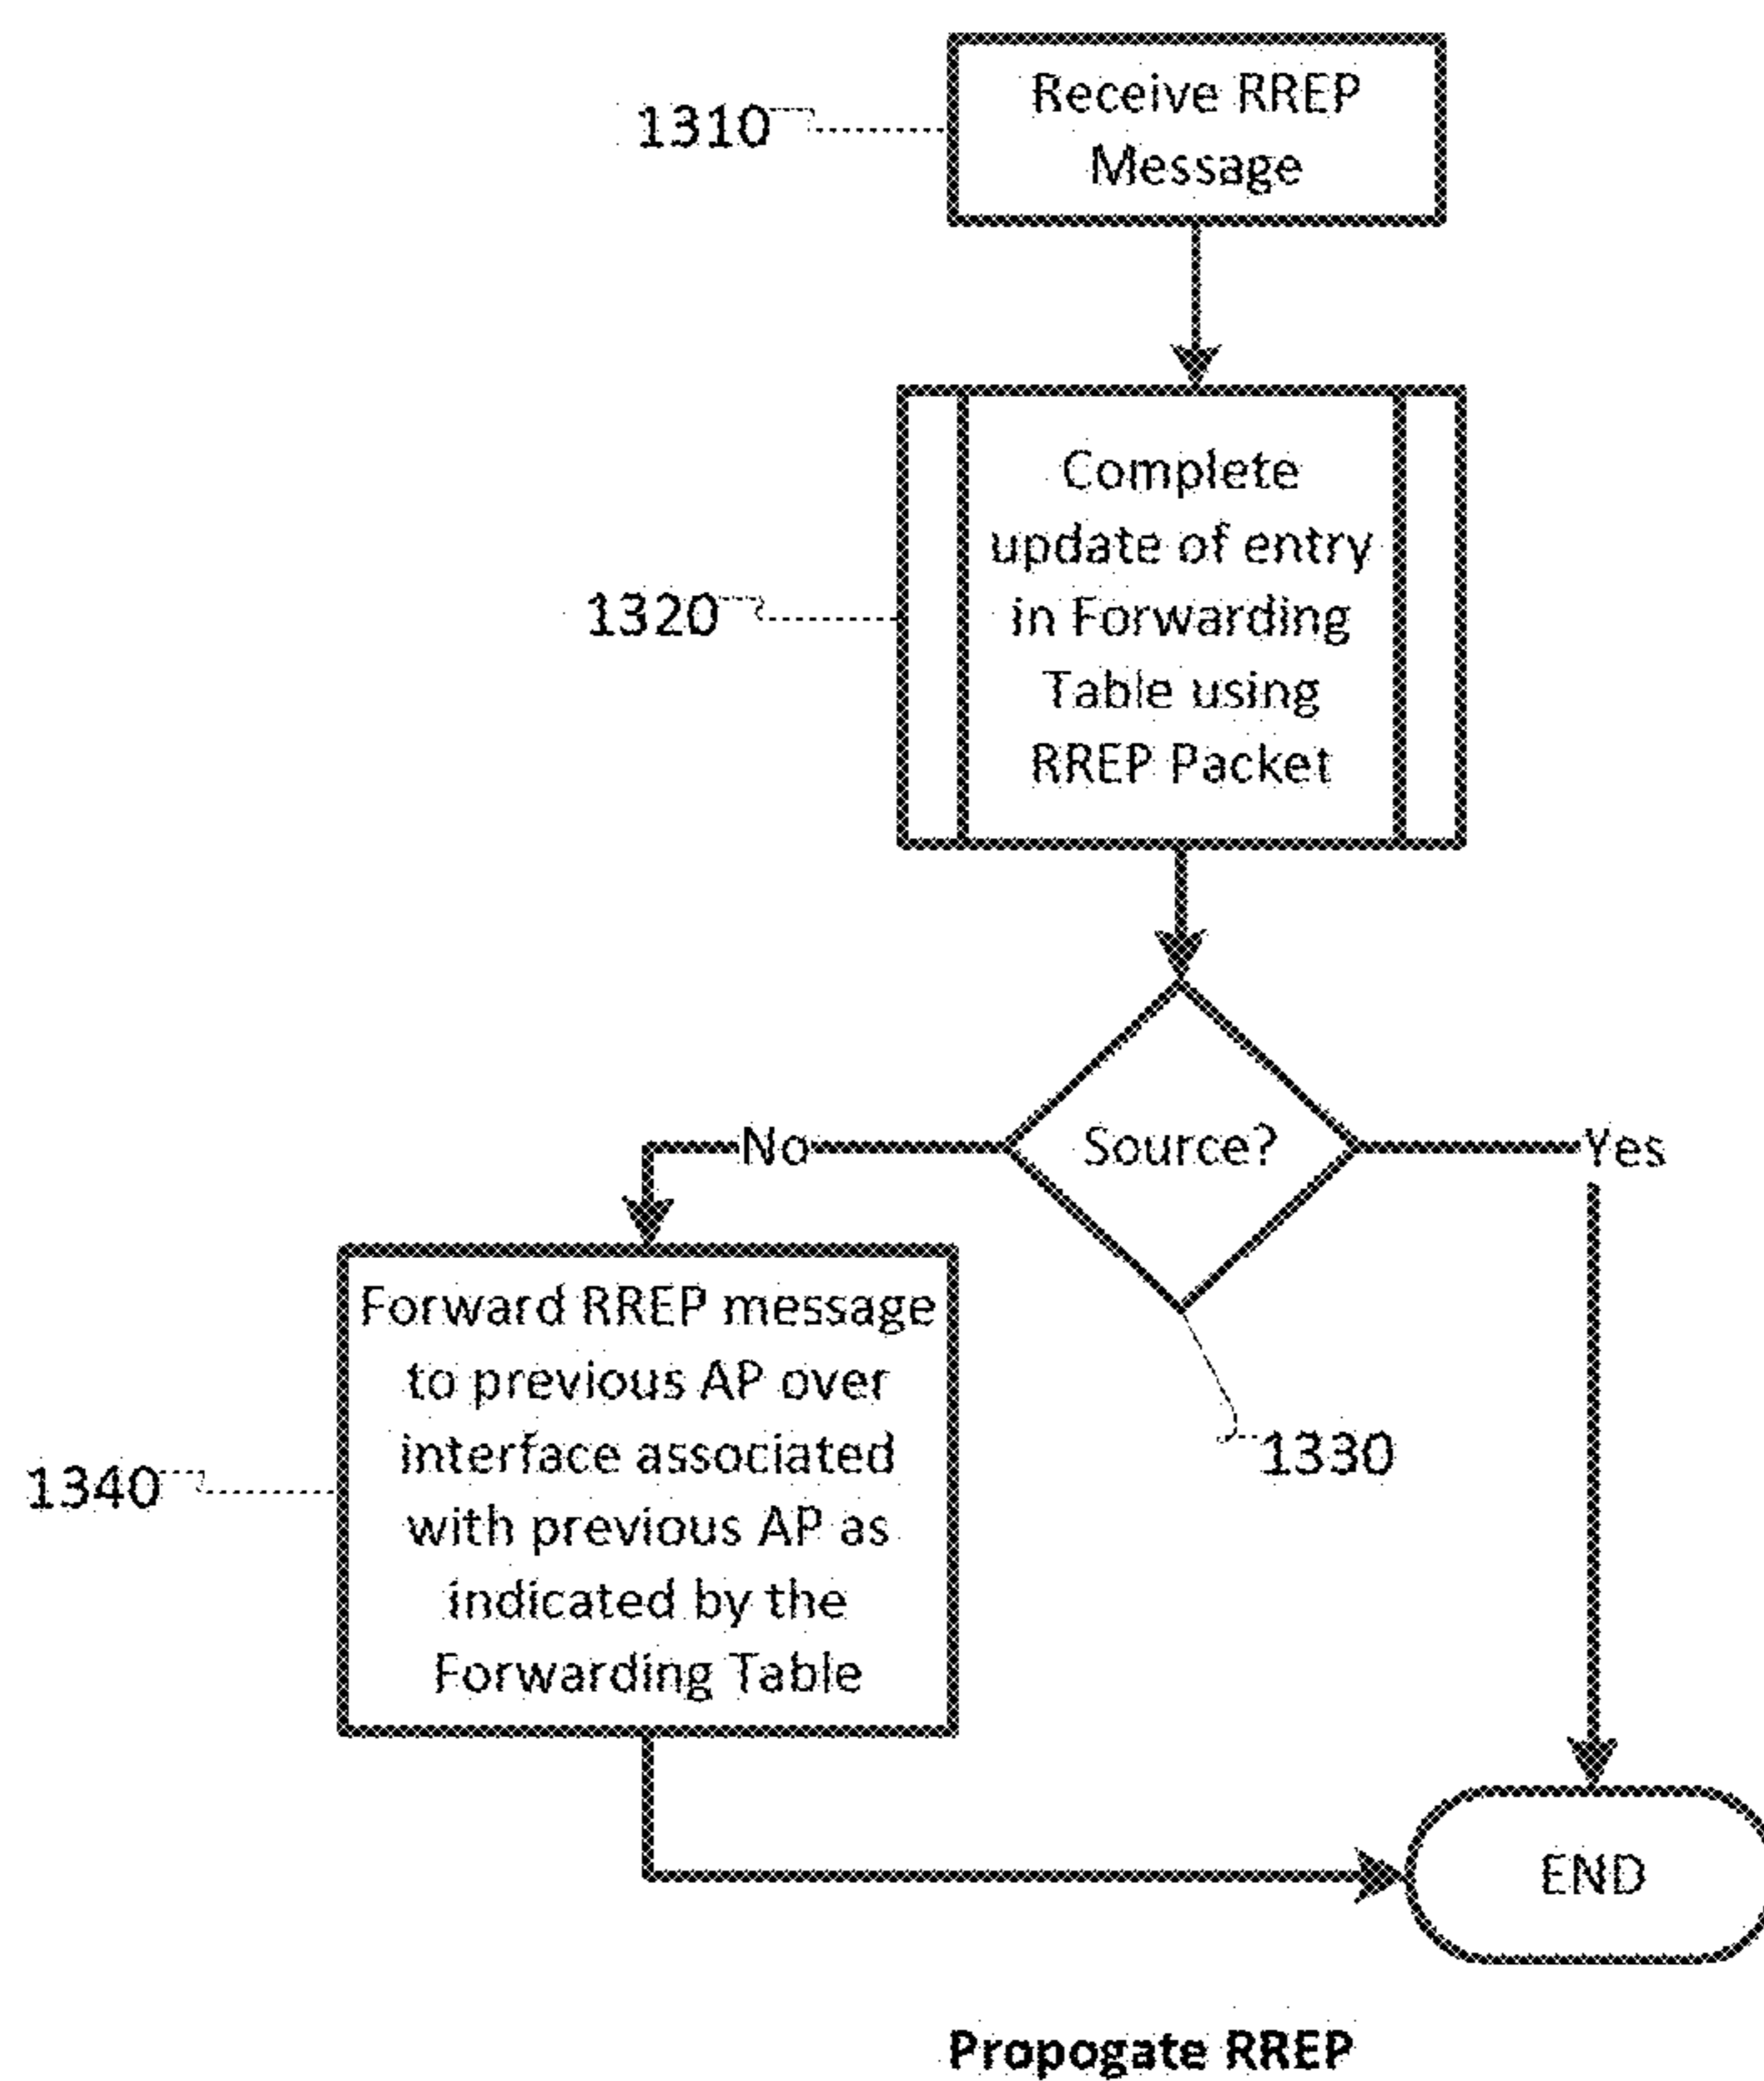 1310
Receive RREP
Message
1320
Complete
update of entry
in Forwarding
Table using
RREP Packet
No
Source?
Yes
1330
1340
Forward RREP message
to previous AP over
interface associated
with previous AP as
indicated by the
Forwarding Table
END
Propogate RREP